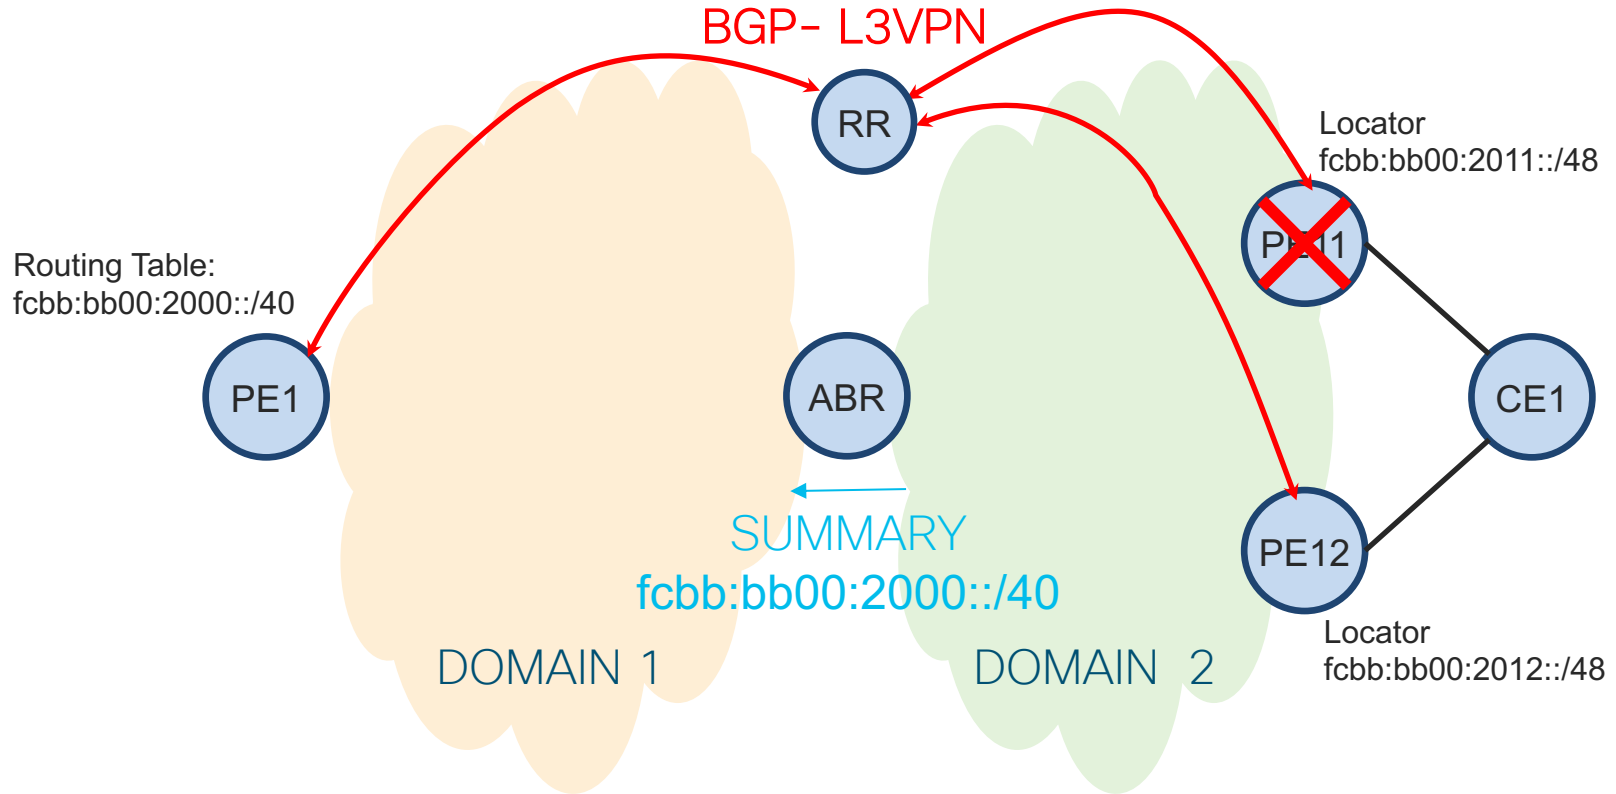 BGP- L3VPN
RR
Locator
fcbb:bb00:2011::/48
PE11
Routing Table:
fcbb:bb00:2000::/40
PE1
ABR
CE1
SUMMARY
fcbb:bb00:2000::/40
PE12
Locator
fcbb:bb00:2012::/48
DOMAIN 1
DOMAIN 2